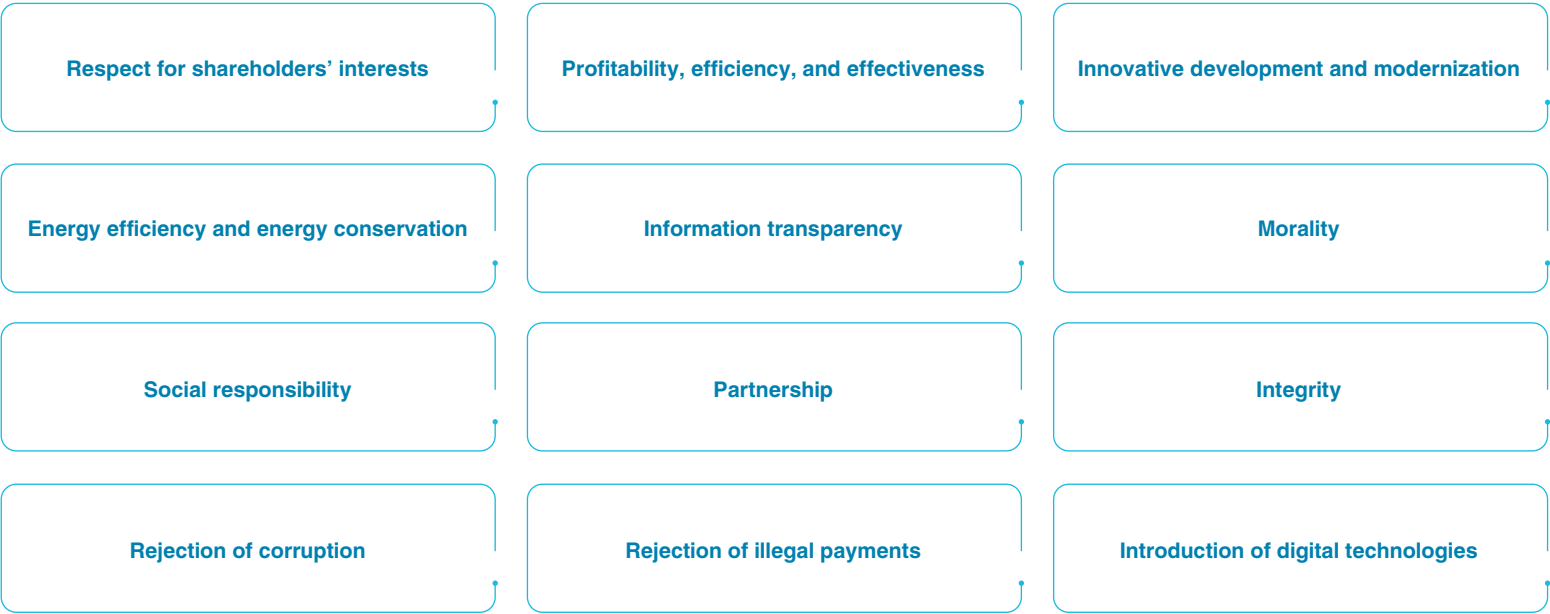 Respect for shareholders’ interests
Profitability, efficiency, and effectiveness
Innovative development and modernization
Energy efficiency and energy conservation
Information transparency
Morality
Social responsibility
Partnership
Integrity
Rejection of corruption
Rejection of illegal payments
Introduction of digital technologies